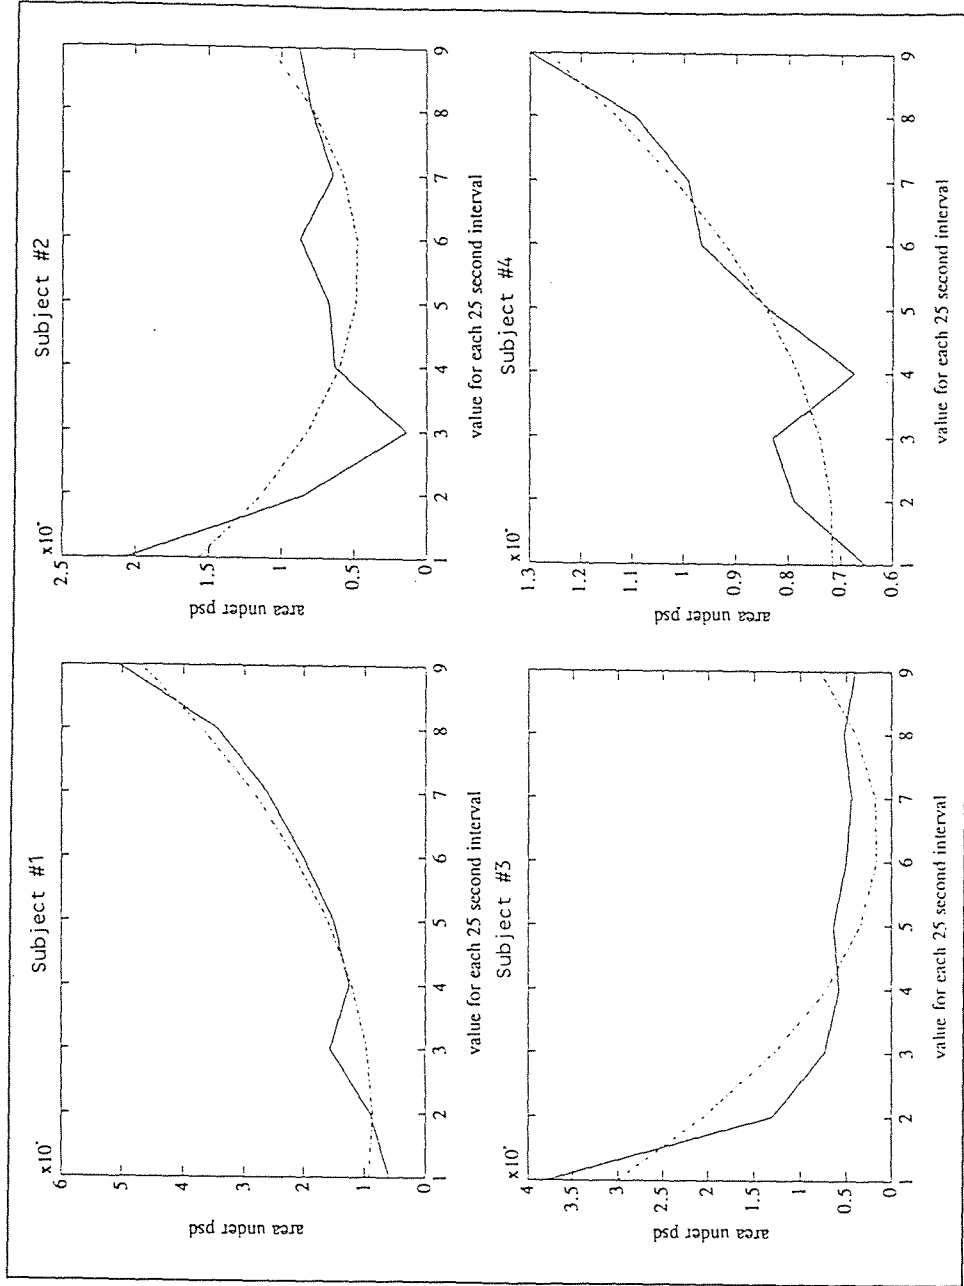 Subject #1
x10
6
5
4
3
2
1
0
area under psd
1 2 3 4 5 6 7 8 9
value for each 25 second interval
Subject #2
x10
2.5
2
1.5
1
0.5
0
area under psd
1 2 3 4 5 6 7 8 9
value for each 25 second interval
Subject #3
x10
4
3.5
3
2.5
2
1.5
1
0.5
0
area under psd
1 2 3 4 5 6 7 8 9
value for each 25 second interval
Subject #4
x10
1.3
1.2
1.1
1
0.9
0.8
0.7
0.6
area under psd
1 2 3 4 5 6 7 8 9
value for each 25 second interval